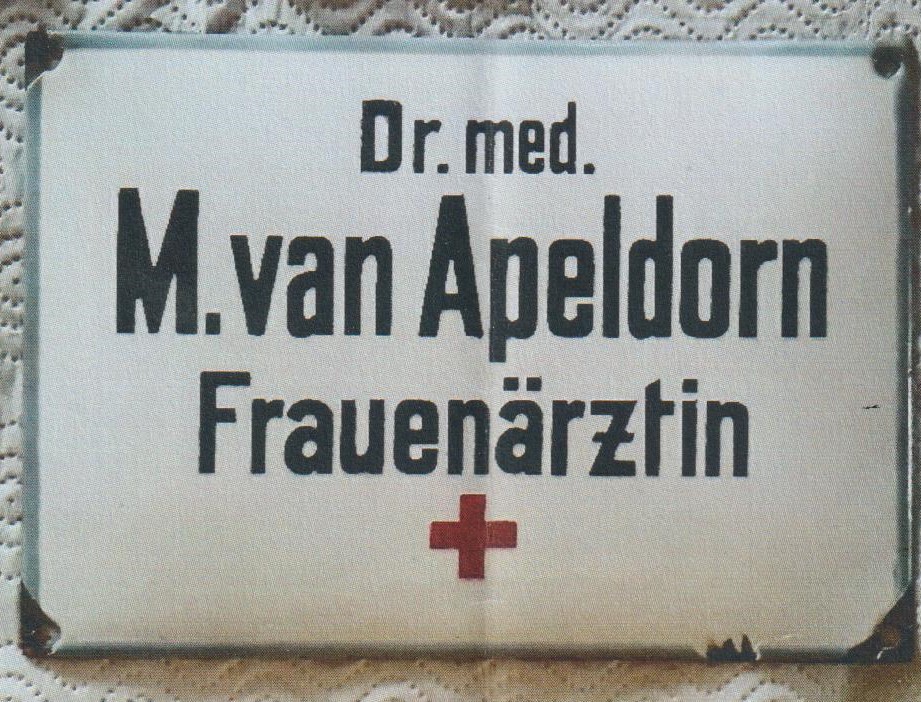 Dr. med.
M. van Apeldorn
Frauenärztin